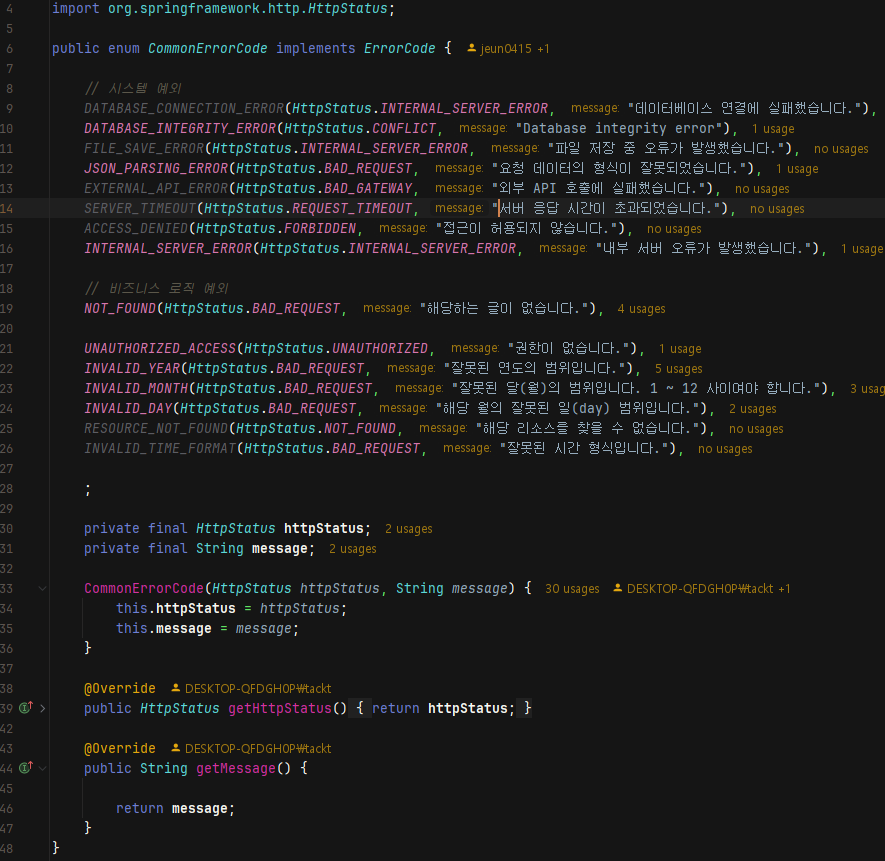 4 import org.springframework.http.HttpStatus;
5
6 public enum CommonErrorCode implements ErrorCode { jeun0415 +1
7
8 // 시스템 예외
9 DATABASE_CONNECTION_ERROR(HttpStatus.INTERNAL_SERVER_ERROR, message: "데이터베이스 연결에 실패했습니다."),
10 DATABASE_INTEGRITY_ERROR(HttpStatus.CONFLICT, message: "Database integrity error"), 1 usage
11 FILE_SAVE_ERROR(HttpStatus.INTERNAL_SERVER_ERROR, message: "파일 저장 중 오류가 발생했습니다."), no usages
12 JSON_PARSING_ERROR(HttpStatus.BAD_REQUEST, message: "요청 데이터의 형식이 잘못되었습니다."), 1 usage
13 EXTERNAL_API_ERROR(HttpStatus.BAD_GATEWAY, message: "외부 API 호출에 실패했습니다."), no usages
14 SERVER_TIMEOUT(HttpStatus.REQUEST_TIMEOUT, message: "서버 응답 시간이 초과되었습니다."), no usages
15 ACCESS_DENIED(HttpStatus.FORBIDDEN, message: "접근이 허용되지 않습니다."), no usages
16 INTERNAL_SERVER_ERROR(HttpStatus.INTERNAL_SERVER_ERROR, message: "내부 서버 오류가 발생했습니다."), 1 usage
17
18 // 비즈니스 로직 예외
19 NOT_FOUND(HttpStatus.BAD_REQUEST, message: "해당하는 글이 없습니다."), 4 usages
20
21 UNAUTHORIZED_ACCESS(HttpStatus.UNAUTHORIZED, message: "권한이 없습니다."), 1 usage
22 INVALID_YEAR(HttpStatus.BAD_REQUEST, message: "잘못된 연도의 범위입니다."), 5 usages
23 INVALID_MONTH(HttpStatus.BAD_REQUEST, message: "잘못된 달(월)의 범위입니다. 1 ~ 12 사이여야 합니다."), 3 usag
24 INVALID_DAY(HttpStatus.BAD_REQUEST, message: "해당 월의 잘못된 일(day) 범위입니다."), 2 usages
25 RESOURCE_NOT_FOUND(HttpStatus.NOT_FOUND, message: "해당 리소스를 찾을 수 없습니다."), no usages
26 INVALID_TIME_FORMAT(HttpStatus.BAD_REQUEST, message: "잘못된 시간 형식입니다."), no usages
27
28 ;
29
30 private final HttpStatus httpStatus; 2 usages
31 private final String message; 2 usages
32
33 CommonErrorCode(HttpStatus httpStatus, String message) { 30 usages DESKTOP-QFDGH0P₩tackt +1
34 this.httpStatus = httpStatus;
35 this.message = message;
36 }
37
38 @Override DESKTOP-QFDGH0P₩tackt
39 public HttpStatus getHttpStatus() { return httpStatus; }
42
43 @Override DESKTOP-QFDGH0P₩tackt
44 public String getMessage() {
45
46 return message;
47 }
48 }